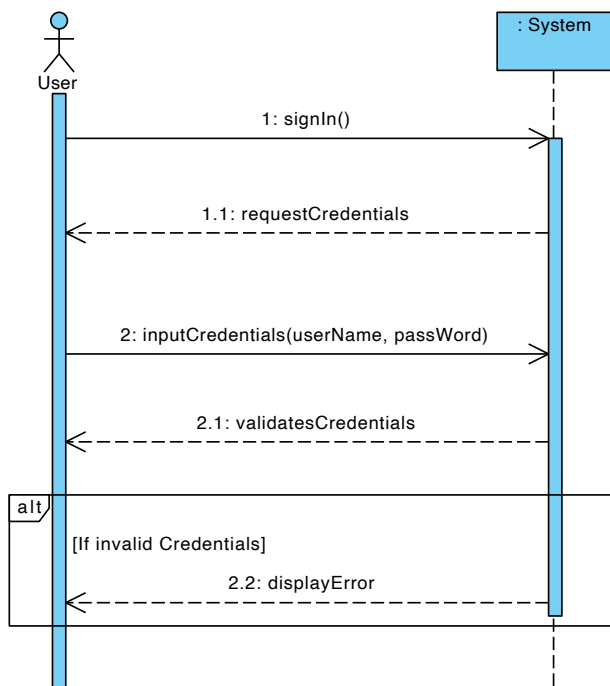 : System
User
1: signIn()
1.1: requestCredentials
2: inputCredentials(userName, passWord)
2.1: validatesCredentials
alt
[If invalid Credentials]
2.2: displayError